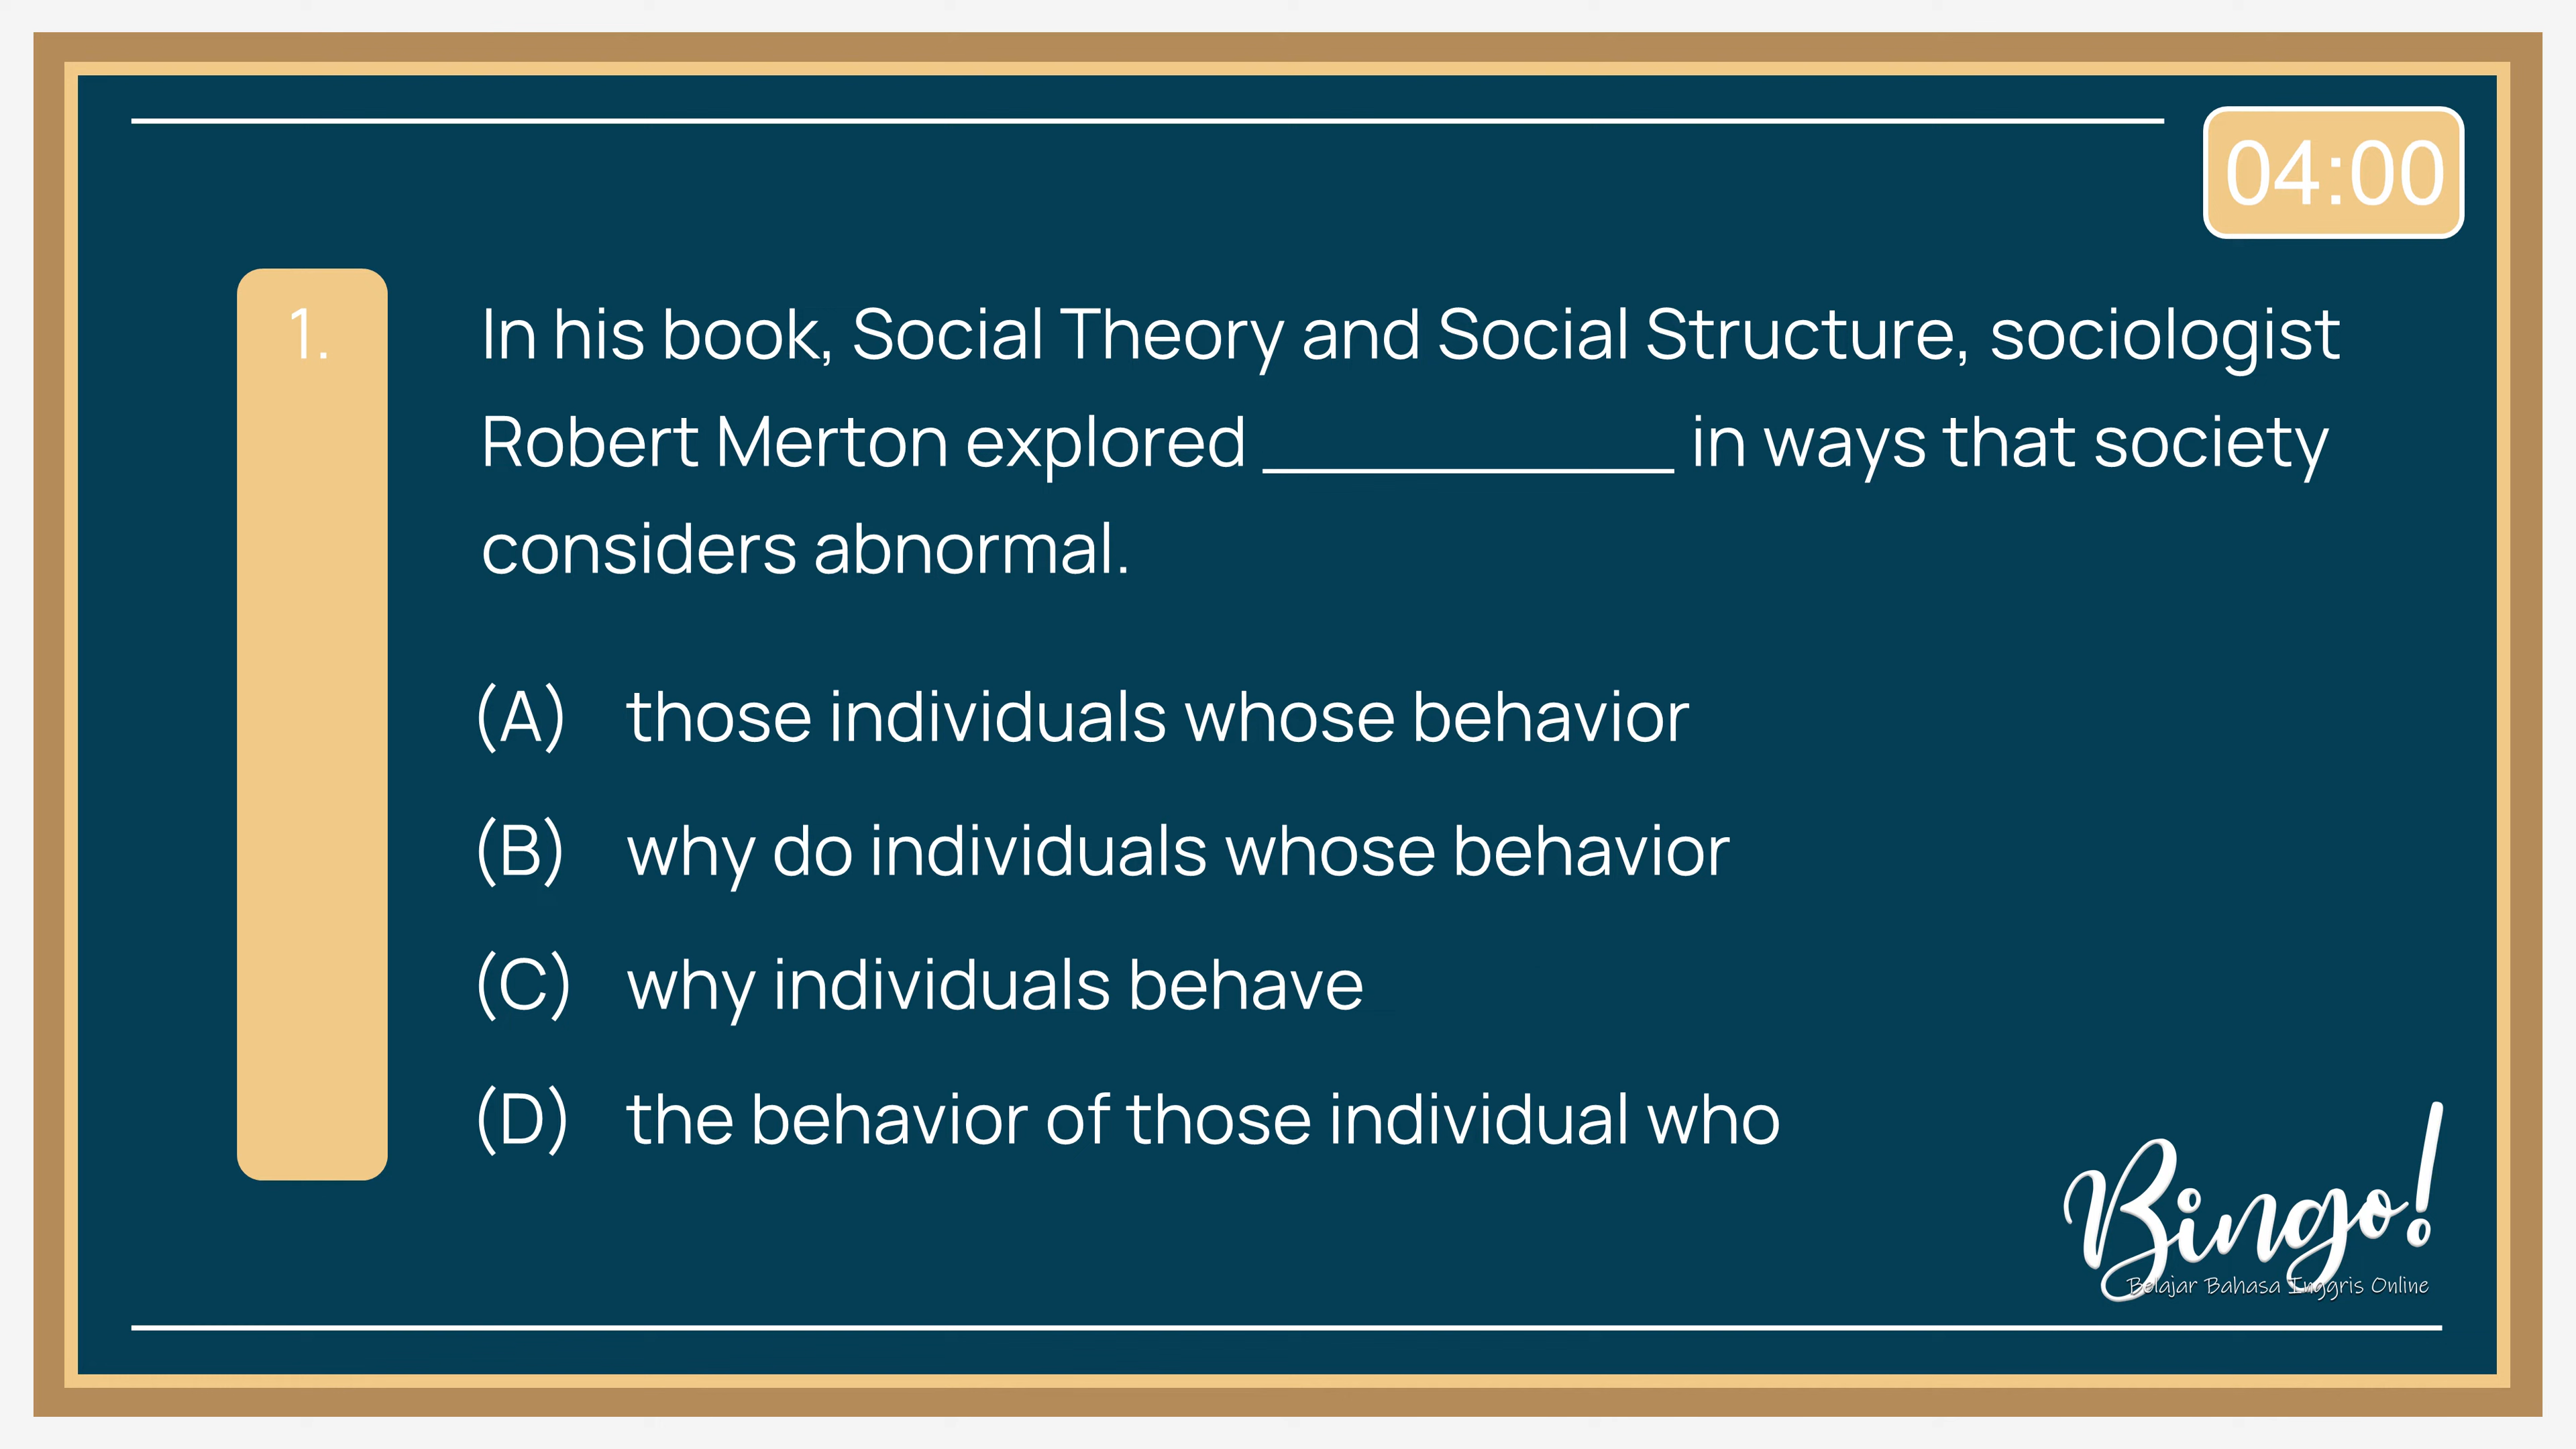 04:00
1. In his book, Social Theory and Social Structure, sociologist
Robert Merton explored ____________ in ways that society
considers abnormal.
(A) those individuals whose behavior
(B) why do individuals whose behavior
(C) why individuals behave
(D) the behavior of those individual who
Bingo!
Belajar Bahasa Inggris Online